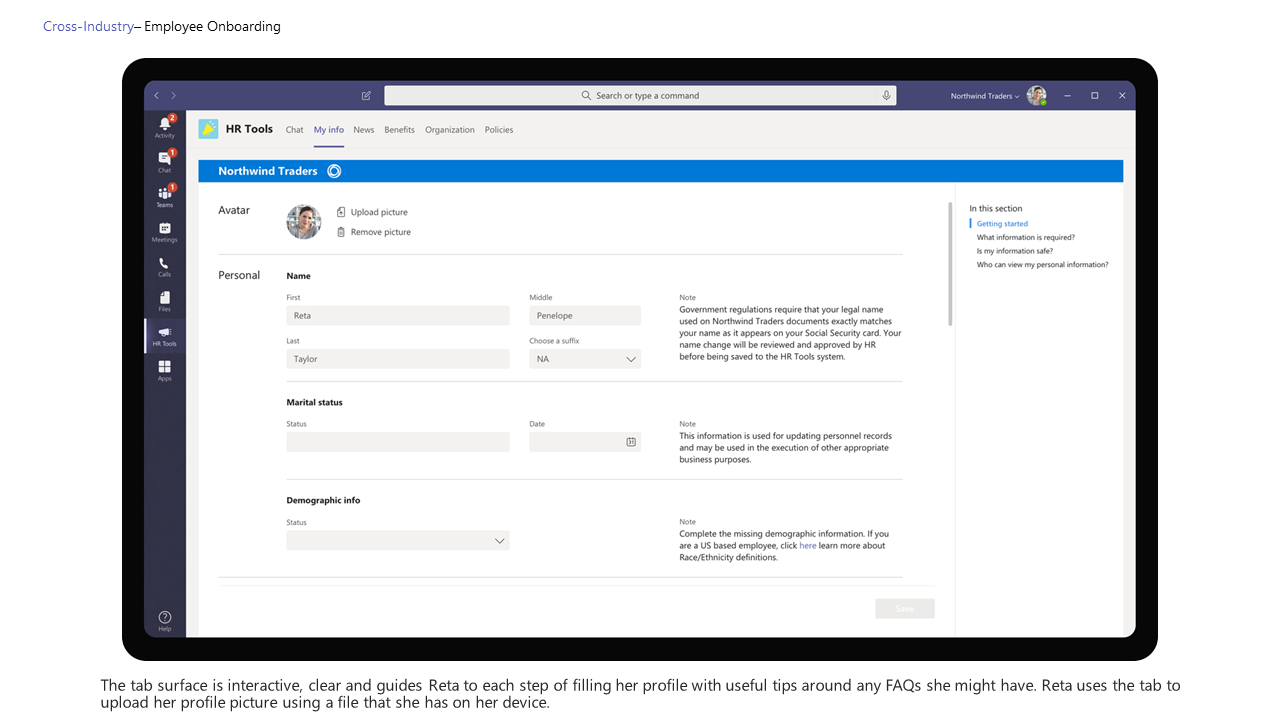 Cross-Industry– Employee Onboarding
Search or type a command
Northwind Traders
2
Activity
1
Chat
1
Teams
Meetings
Calls
Files
HR Tools
Apps
Help
HR Tools
Chat My info News Benefits Organization Policies
Northwind Traders
Avatar
Upload picture
Remove picture
Personal
Name
First
Reta
Middle
Penelope
Last
Taylor
Choose a suffix
NA
Note
Government regulations require that your legal name
used on Northwind Traders documents exactly matches
your name as it appears on your Social Security card. Your
name change will be reviewed and approved by HR
before being saved to the HR Tools system.
Marital status
Status
Date
31
Note
This information is used for updating personnel records
and may be used in the execution of other appropriate
business purposes.
Demographic info
Status
Note
Complete the missing demographic information. If you
are a US based employee, click here learn more about
Race/Ethnicity definitions.
Save
In this section
Getting started
What information is required?
Is my information safe?
Who can view my personal information?
The tab surface is interactive, clear and guides Reta to each step of filling her profile with useful tips around any FAQs she might have. Reta uses the tab to
upload her profile picture using a file that she has on her device.